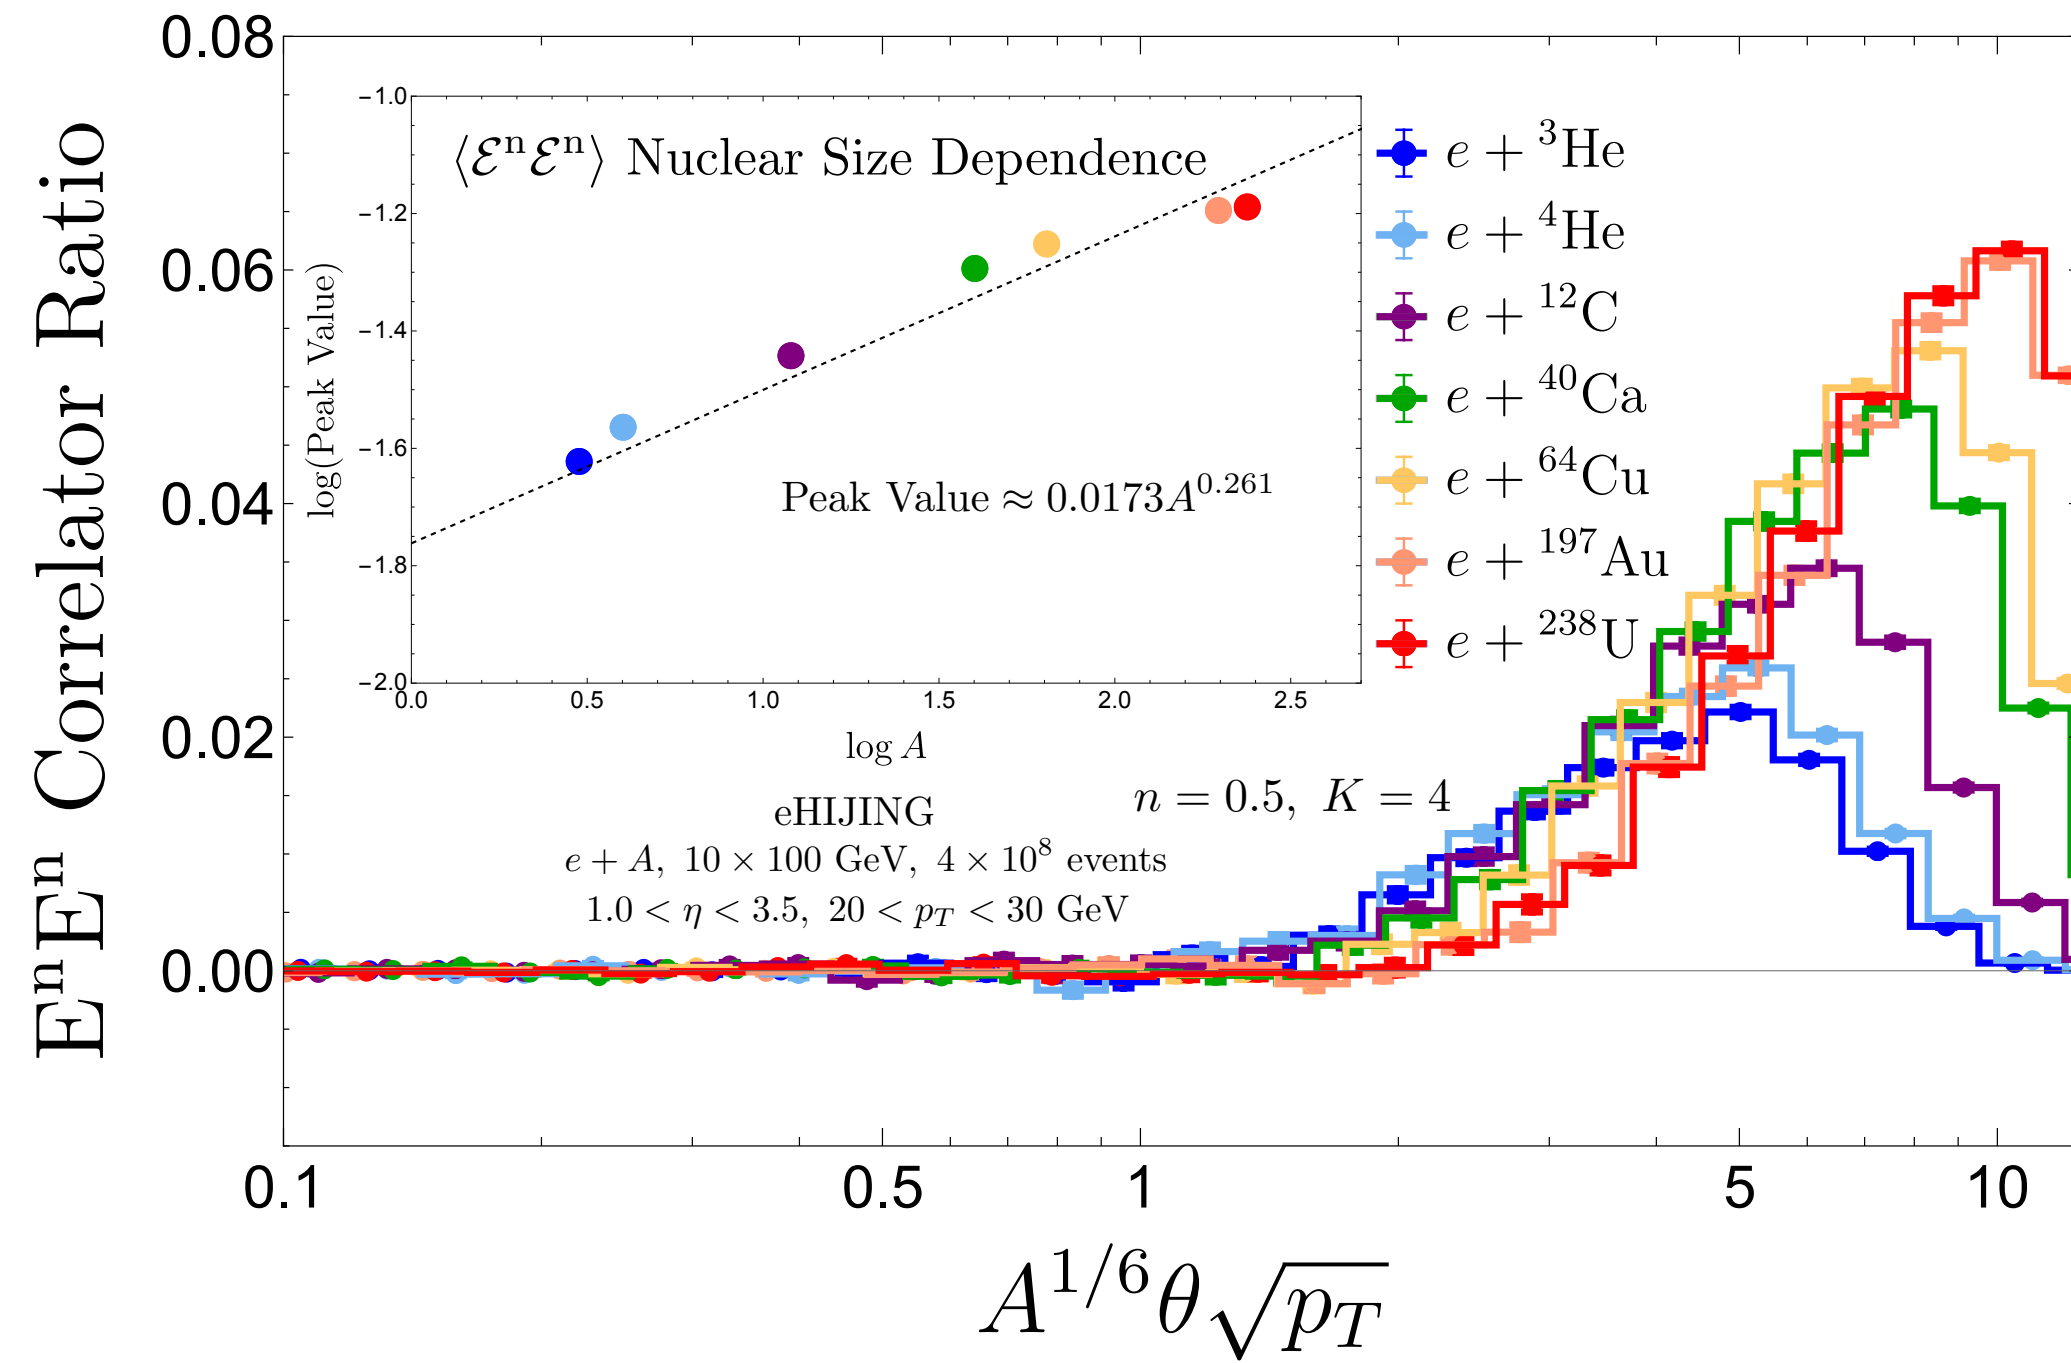 EⁿEⁿ Correlator Ratio
0.08
0.06
0.04
0.02
0.00
⟨ℰⁿℰⁿ⟩ Nuclear Size Dependence
log(Peak Value)
−1.0
−1.2
−1.4
−1.6
−1.8
−2.0
Peak Value ≈ 0.0173A^0.261
0.0 0.5 1.0 1.5 2.0 2.5
log A
e + ³He
e + ⁴He
e + ¹²C
e + ⁴⁰Ca
e + ⁶⁴Cu
e + ¹⁹⁷Au
e + ²³⁸U
n = 0.5, K = 4
eHIJING
e + A, 10 × 100 GeV, 4 × 10⁸ events
1.0 < η < 3.5, 20 < p_T < 30 GeV
0.1 0.5 1 5 10
A^1/6 θ√p_T